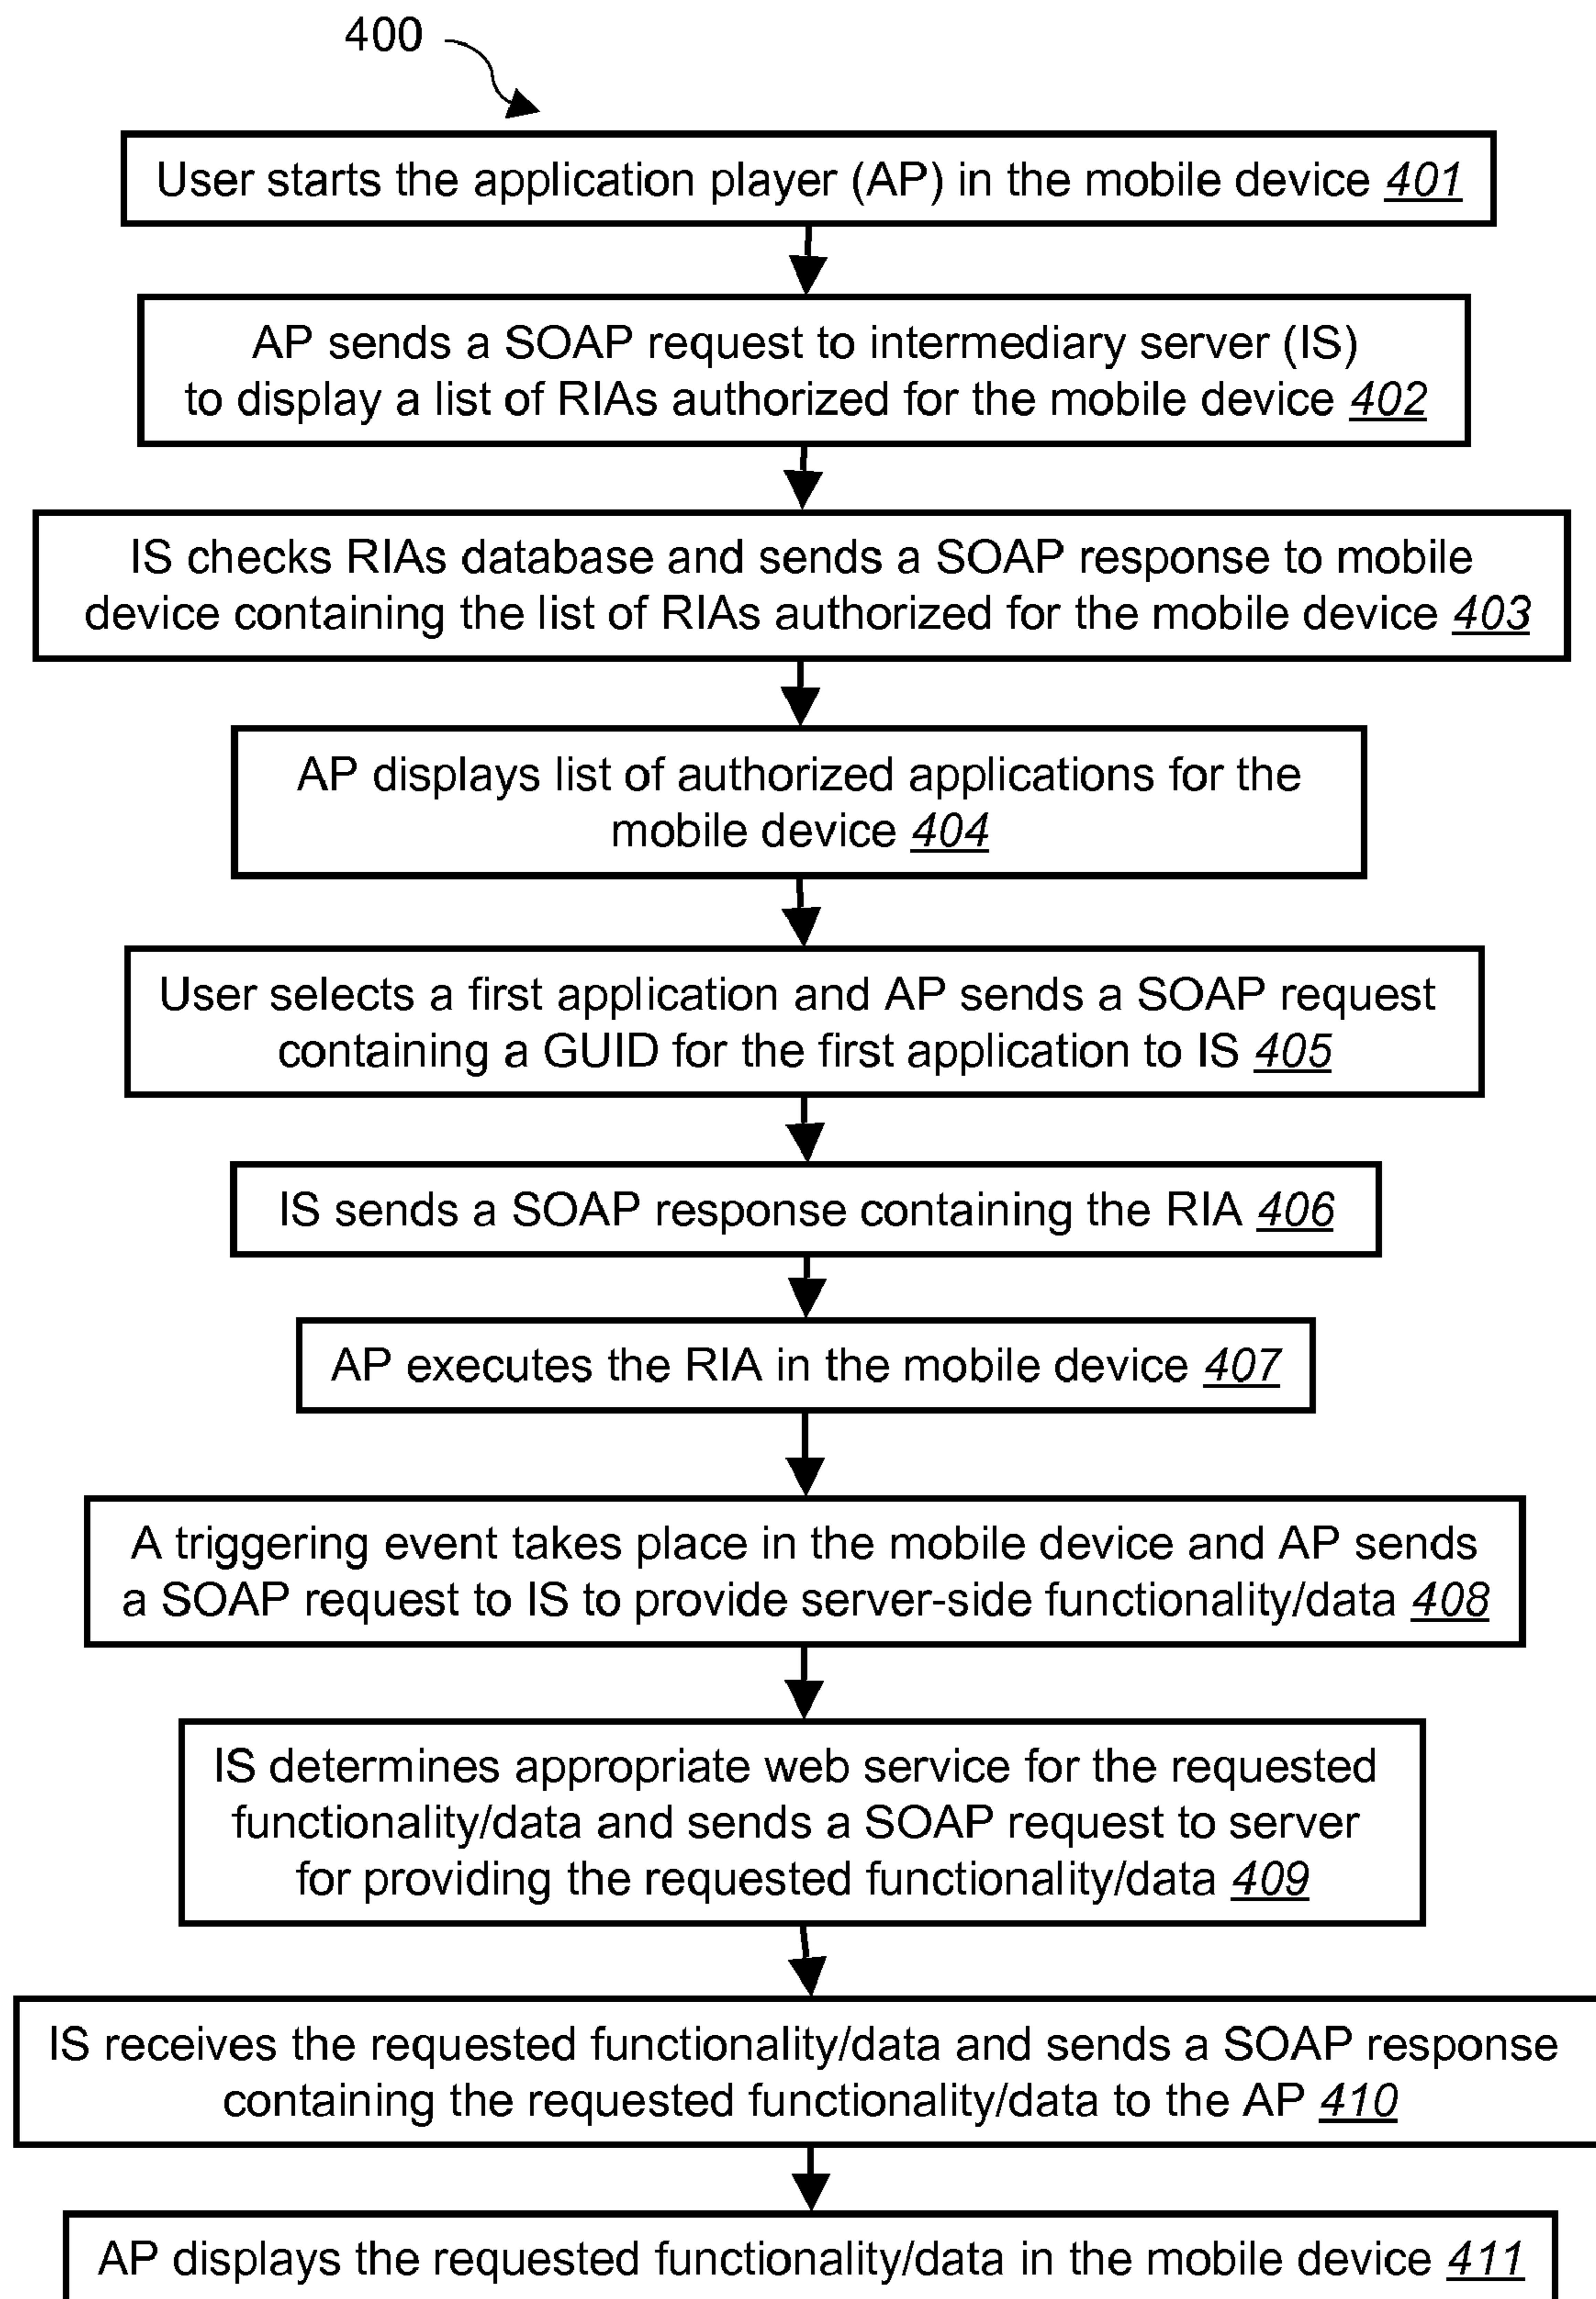 400
User starts the application player (AP) in the mobile device 401
AP sends a SOAP request to intermediary server (IS)
to display a list of RIAs authorized for the mobile device 402
IS checks RIAs database and sends a SOAP response to mobile
device containing the list of RIAs authorized for the mobile device 403
AP displays list of authorized applications for the
mobile device 404
User selects a first application and AP sends a SOAP request
containing a GUID for the first application to IS 405
IS sends a SOAP response containing the RIA 406
AP executes the RIA in the mobile device 407
A triggering event takes place in the mobile device and AP sends
a SOAP request to IS to provide server-side functionality/data 408
IS determines appropriate web service for the requested
functionality/data and sends a SOAP request to server
for providing the requested functionality/data 409
IS receives the requested functionality/data and sends a SOAP response
containing the requested functionality/data to the AP 410
AP displays the requested functionality/data in the mobile device 411